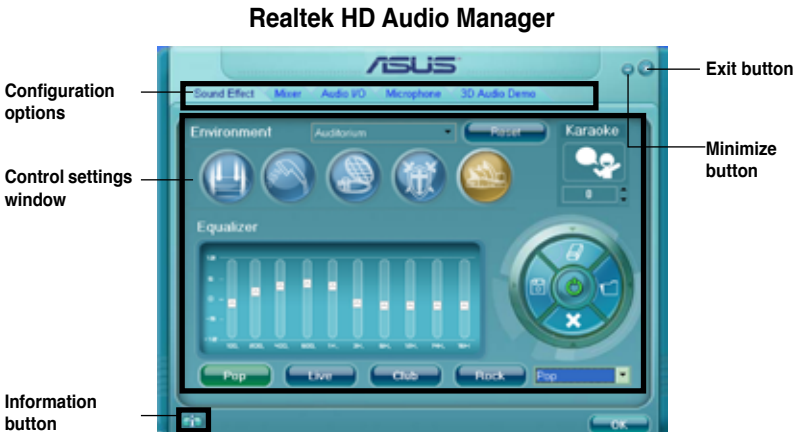 Realtek HD Audio Manager
ASUS
Configuration options
Exit button
Sound Effect Mixer Audio I/O Microphone 3D Audio Demo
Environment Auditorium Reset Karaoke
Minimize button
Control settings window
0
Equalizer
Pop Live Club Rock Pop
Information button
OK